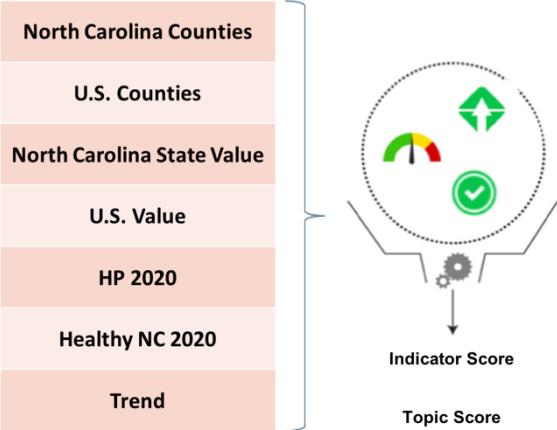 North Carolina Counties
U.S. Counties
North Carolina State Value
U.S. Value
HP 2020
Healthy NC 2020
Trend
Indicator Score
Topic Score